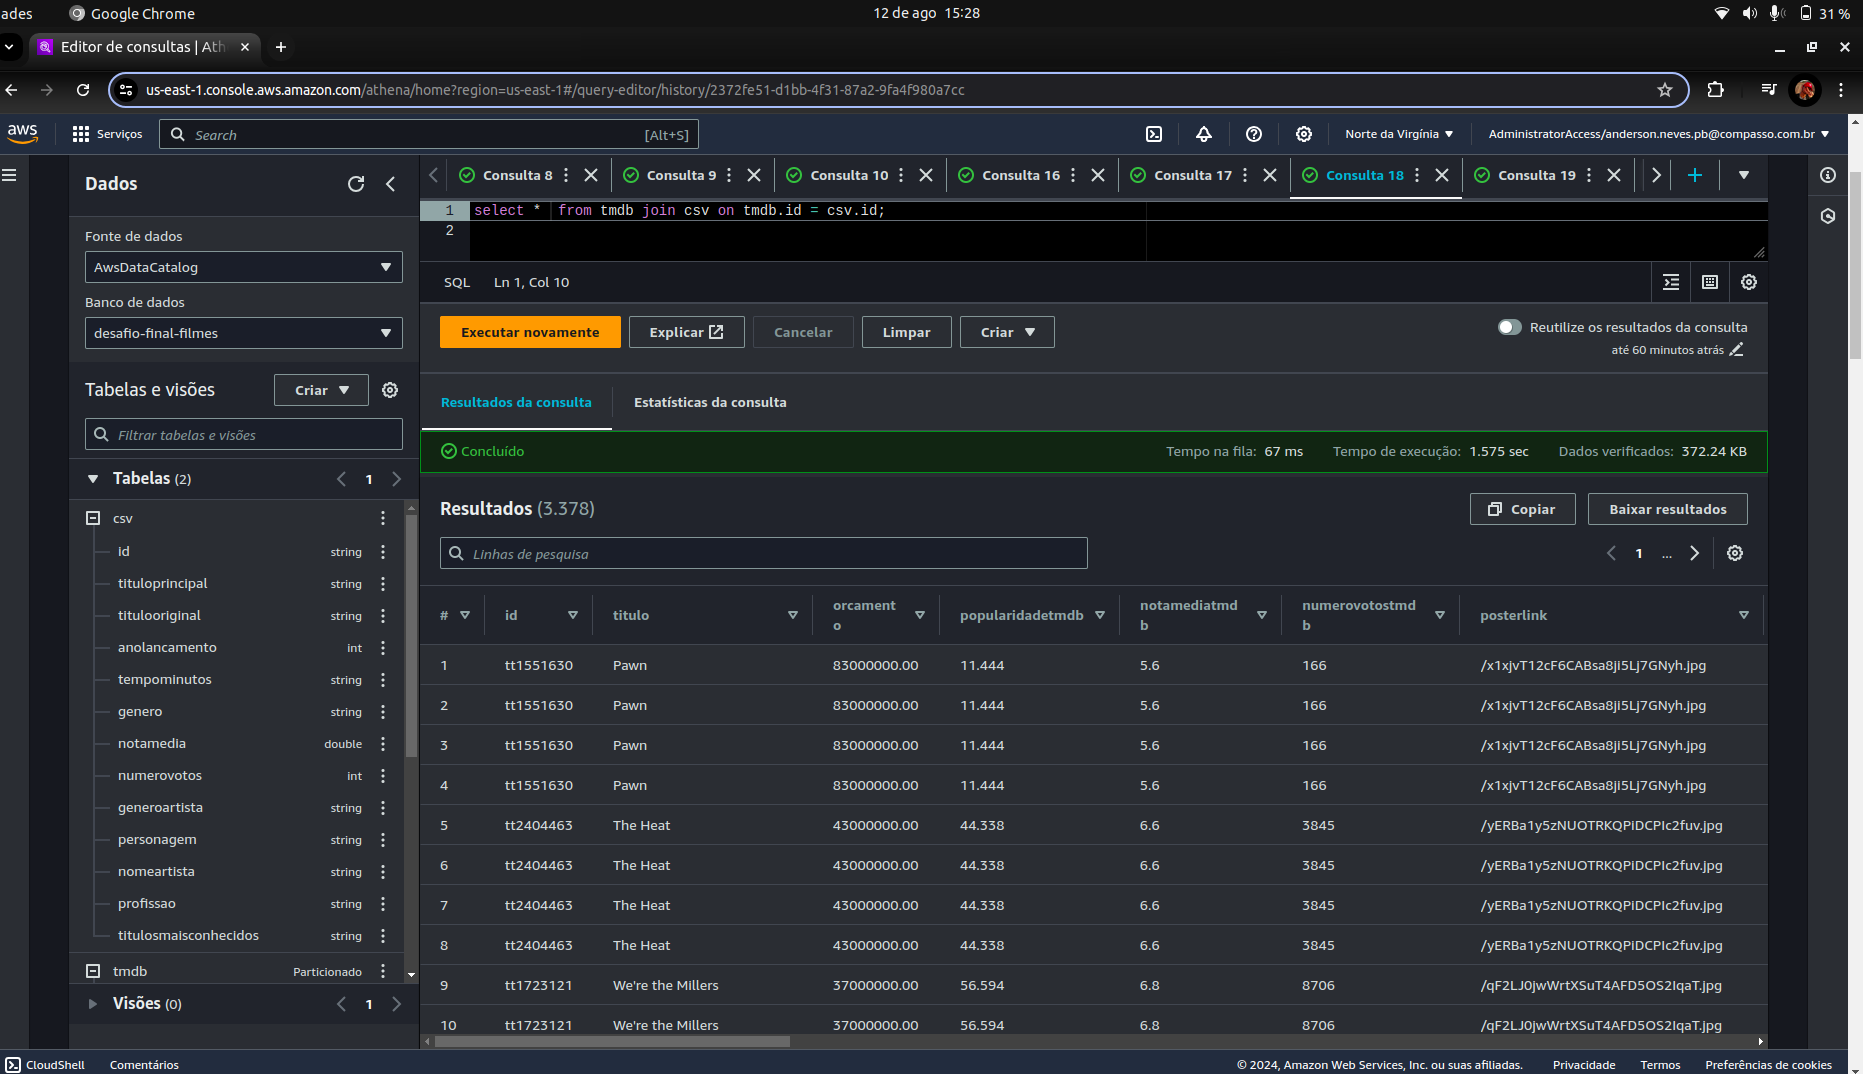 ades Google Chrome 12 de ago 15:28 31 %
Editor de consultas | Ath
us-east-1.console.aws.amazon.com/athena/home?region=us-east-1#/query-editor/history/2372fe51-d1bb-4f31-87a2-9fa4f980a7cc
aws Serviços Search [Alt+S] Norte da Virgínia AdministratorAccess/anderson.neves.pb@compasso.com.br
Dados
Fonte de dados
AwsDataCatalog
Banco de dados
desafio-final-filmes
Tabelas e visões Criar
Filtrar tabelas e visões
Tabelas (2) 1
csv
id string
tituloprincipal string
titulooriginal string
anolancamento int
tempominutos string
genero string
notamedia double
numerovotos int
generoartista string
personagem string
nomeartista string
profissao string
titulosmaisconhecidos string
tmdb Particionado
Visões (0) 1
Consulta 8 Consulta 9 Consulta 10 Consulta 16 Consulta 17 Consulta 18 Consulta 19
1 select * from tmdb join csv on tmdb.id = csv.id;
2
SQL Ln 1, Col 10
Executar novamente Explicar Cancelar Limpar Criar
Reutilize os resultados da consulta
até 60 minutos atrás
Resultados da consulta Estatísticas da consulta
Concluído Tempo na fila: 67 ms Tempo de execução: 1.575 sec Dados verificados: 372.24 KB
Resultados (3.378) Copiar Baixar resultados
Linhas de pesquisa 1 ...
# id titulo orcamento popularidadetmdb notamediatmdb numerovotostmdb posterlink
1 tt1551630 Pawn 83000000.00 11.444 5.6 166 /x1xjvT12cF6CABsa8Ji5Lj7GNyh.jpg
2 tt1551630 Pawn 83000000.00 11.444 5.6 166 /x1xjvT12cF6CABsa8Ji5Lj7GNyh.jpg
3 tt1551630 Pawn 83000000.00 11.444 5.6 166 /x1xjvT12cF6CABsa8Ji5Lj7GNyh.jpg
4 tt1551630 Pawn 83000000.00 11.444 5.6 166 /x1xjvT12cF6CABsa8Ji5Lj7GNyh.jpg
5 tt2404463 The Heat 43000000.00 44.338 6.6 3845 /yERBa1y5zNUOTRKQPiDCPIc2fuv.jpg
6 tt2404463 The Heat 43000000.00 44.338 6.6 3845 /yERBa1y5zNUOTRKQPiDCPIc2fuv.jpg
7 tt2404463 The Heat 43000000.00 44.338 6.6 3845 /yERBa1y5zNUOTRKQPiDCPIc2fuv.jpg
8 tt2404463 The Heat 43000000.00 44.338 6.6 3845 /yERBa1y5zNUOTRKQPiDCPIc2fuv.jpg
9 tt1723121 We're the Millers 37000000.00 56.594 6.8 8706 /qF2LJ0jwWrtXSuT4AFD5OS2IqaT.jpg
10 tt1723121 We're the Millers 37000000.00 56.594 6.8 8706 /qF2LJ0jwWrtXSuT4AFD5OS2IqaT.jpg
CloudShell Comentários © 2024, Amazon Web Services, Inc. ou suas afiliadas. Privacidade Termos Preferências de cookies